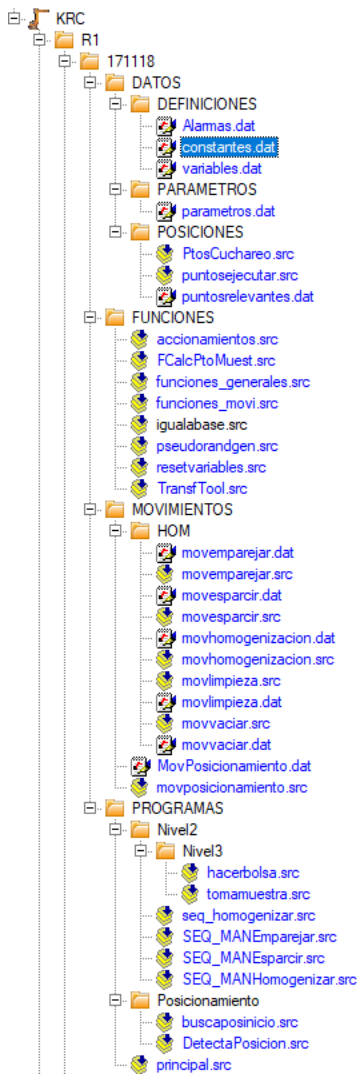 KRC
R1
171118
DATOS
DEFINICIONES
Alarmas.dat
constantes.dat
variables.dat
PARAMETROS
parametros.dat
POSICIONES
PtosCuchareo.src
puntosejecutar.src
puntosrelevantes.dat
FUNCIONES
accionamientos.src
FCalcPtoMuest.src
funciones_generales.src
funciones_movi.src
igualabase.src
pseudorandgen.src
resetvariables.src
TransfTool.src
MOVIMIENTOS
HOM
movemparejar.dat
movemparejar.src
movesparcir.dat
movesparcir.src
movhomogenizacion.dat
movhomogenizacion.src
movlimpieza.src
movlimpieza.dat
movvaciar.src
movvaciar.dat
MovPosicionamiento.dat
movposicionamiento.src
PROGRAMAS
Nivel2
Nivel3
hacerbolsa.src
tomamuestra.src
seq_homogenizar.src
SEQ_MANEmparejar.src
SEQ_MANEsparcir.src
SEQ_MANHomogenizar.src
Posicionamiento
buscaposinicio.src
DetectaPosicion.src
principal.src